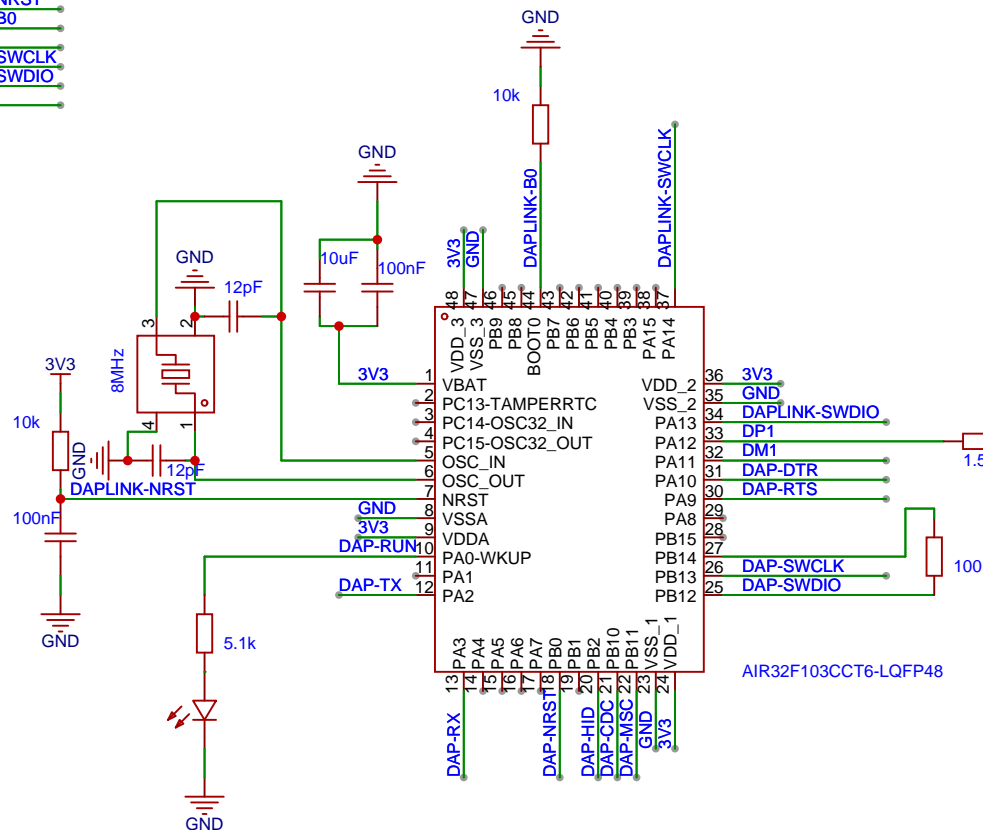 NRST
B0
SWCLK
SWDIO
GND
10k
DAPLINK-B0
DAPLINK-SWCLK
GND
10uF
100nF
3V3
GND
GND
12pF
3
2
8MHz
4
1
3V3
10k
GND
12pF
DAPLINK-NRST
100nF
GND
48
47
46
45
44
43
42
41
40
39
38
37
VDD_3
VSS_3
PB9
PB8
BOOT0
PB7
PB6
PB5
PB4
PB3
PA15
PA14
3V3
1 VBAT
2 PC13-TAMPERRTC
3 PC14-OSC32_IN
4 PC15-OSC32_OUT
5 OSC_IN
6 OSC_OUT
7 NRST
GND 8 VSSA
3V3 9 VDDA
DAP-RUN 10 PA0-WKUP
11 PA1
DAP-TX 12 PA2
VDD_2 36 3V3
VSS_2 35 GND
PA13 34 DAPLINK-SWDIO
PA12 33 DP1
PA11 32 DM1
PA10 31 DAP-DTR
PA9 30 DAP-RTS
PA8 29
PB15 28
PB14 27
PB13 26 DAP-SWCLK
PB12 25 DAP-SWDIO
1.5
100
PA3
PA4
PA5
PA6
PA7
PB0
PB1
PB2
PB10
PB11
VSS_1
VDD_1
13
14
15
16
17
18
19
20
21
22
23
24
DAP-RX
DAP-NRST
DAP-HID
DAP-CDC
DAP-MSC
GND
3V3
AIR32F103CCT6-LQFP48
5.1k
GND